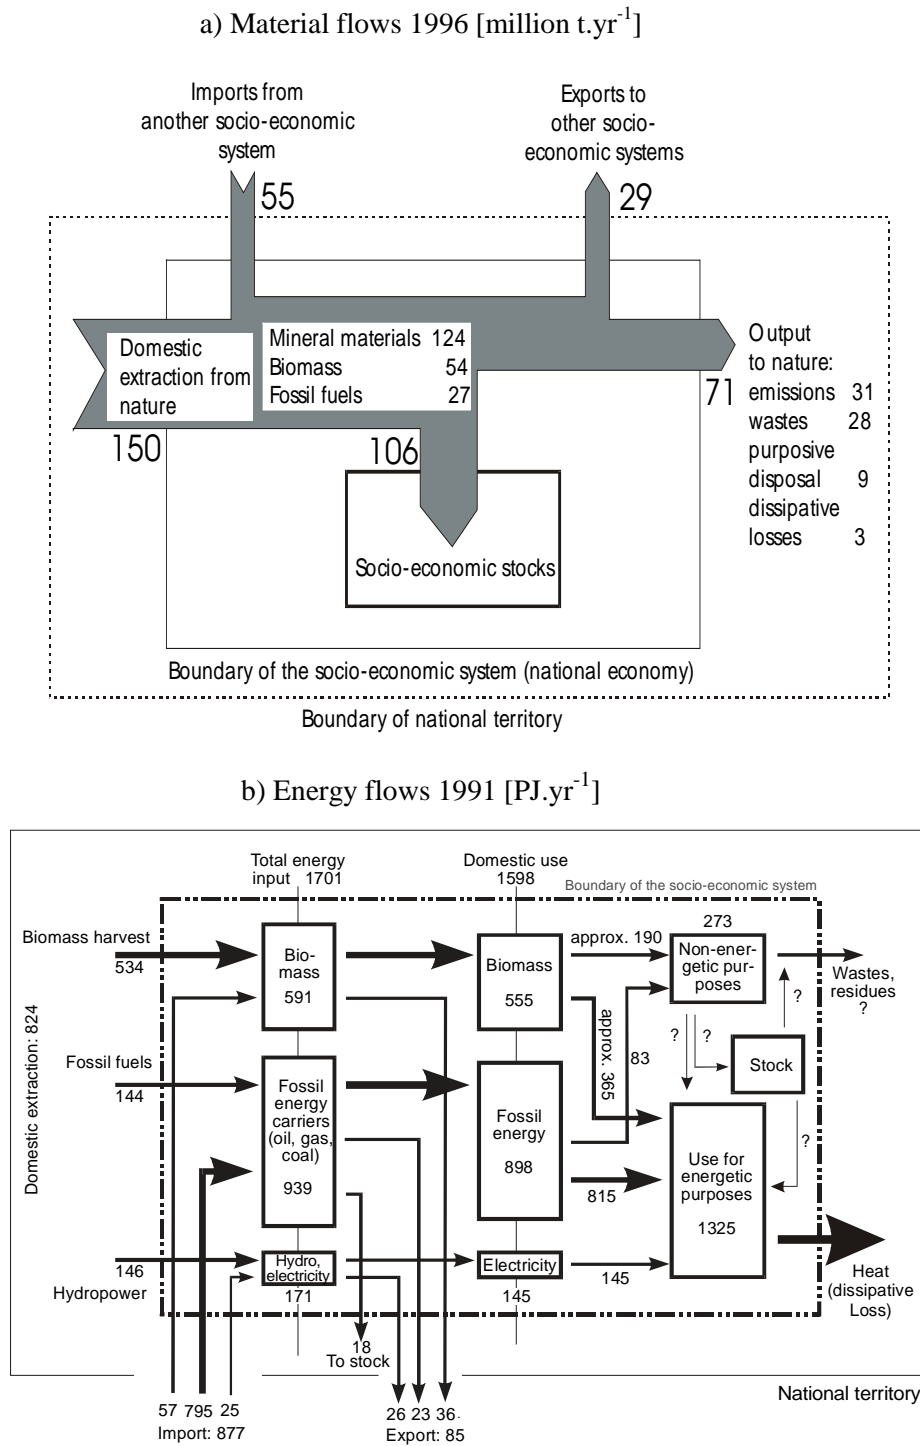 a) Material flows 1996 [million t.yr-1]
Imports from
another socio-economic
system
55
Exports to
other socio-
economic systems
29
Domestic
extraction from
nature
150
Mineral materials 124
Biomass 54
Fossil fuels 27
106
Socio-economic stocks
71
Output
to nature:
emissions 31
wastes 28
purposive
disposal 9
dissipative
losses 3
Boundary of the socio-economic system (national economy)
Boundary of national territory
b) Energy flows 1991 [PJ.yr-1]
Total energy
input 1701
Domestic use
1598
Boundary of the socio-economic system
Domestic extraction: 824
Biomass harvest
534
Fossil fuels
144
146
Hydropower
Bio-
mass
591
Fossil
energy
carriers
(oil, gas,
coal)
939
Hydro,
electricity
171
Biomass
555
Fossil
energy
898
Electricity
145
approx. 190
approx. 365
83
815
145
273
Non-ener-
getic pur-
poses
?
?
?
?
Stock
Use for
energetic
purposes
1325
Wastes,
residues
?
Heat
(dissipative
Loss)
18
To stock
National territory
57 795 25
Import: 877
26 23 36.
Export: 85